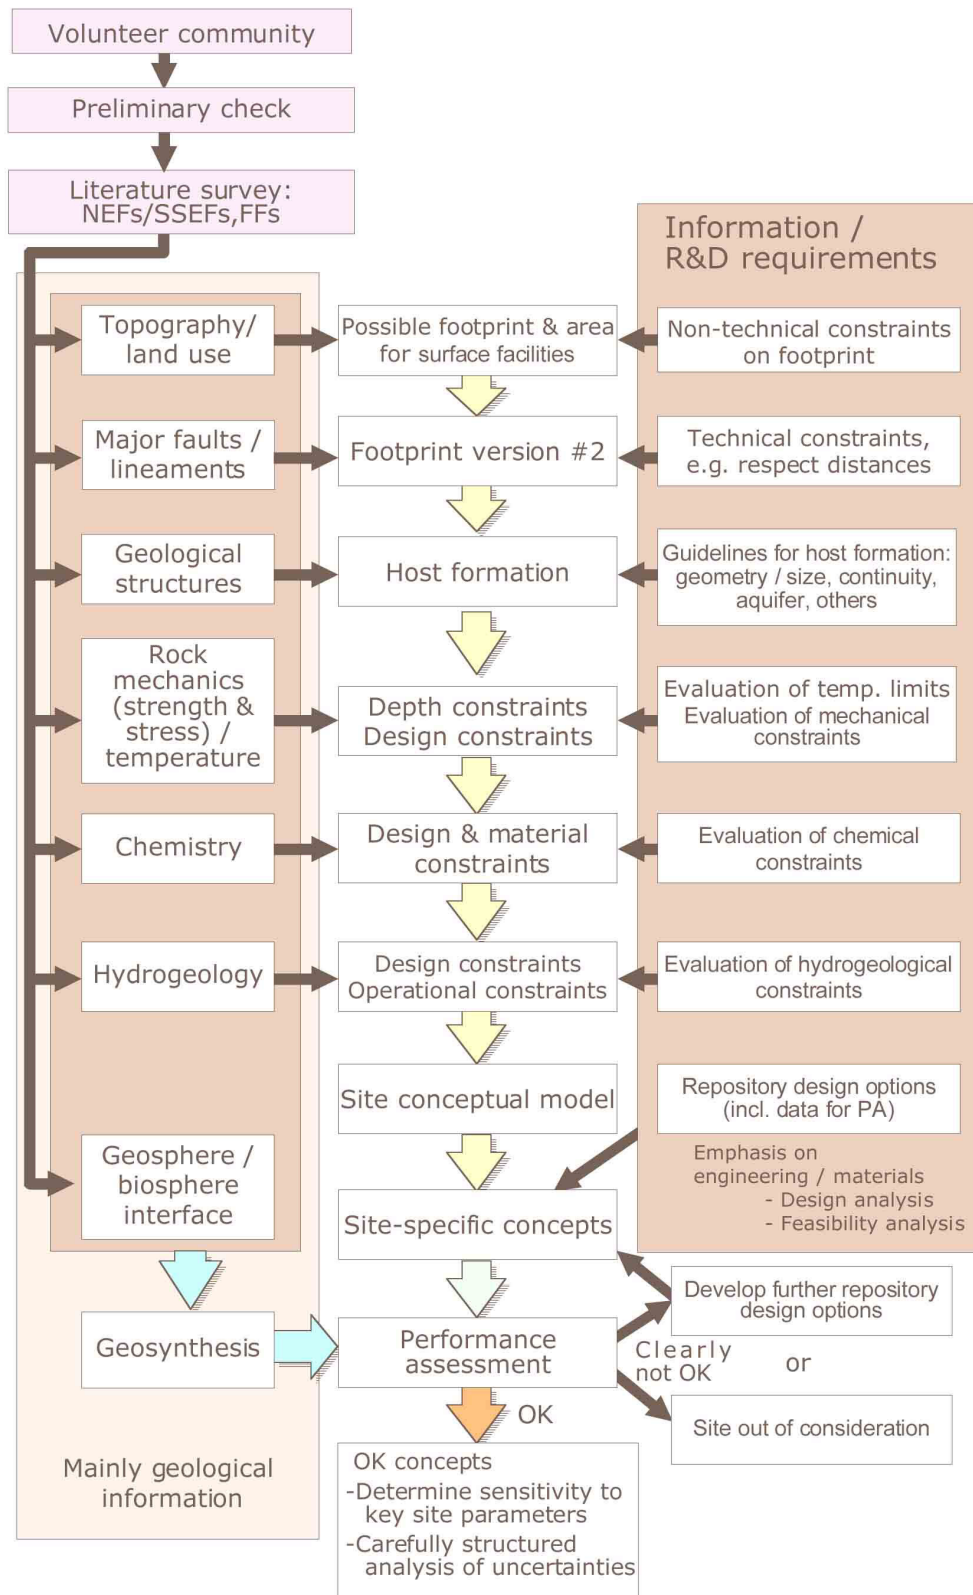 Volunteer community
Preliminary check
Literature survey:
NEFs/SSEFs,FFs
Information /
R&D requirements
Topography/
land use
Possible footprint & area
for surface facilities
Non-technical constraints
on footprint
Major faults /
lineaments
Footprint version #2
Technical constraints,
e.g. respect distances
Geological
structures
Host formation
Guidelines for host formation:
geometry / size, continuity,
aquifer, others
Rock
mechanics
(strength &
stress) /
temperature
Depth constraints
Design constraints
Evaluation of temp. limits
Evaluation of mechanical
constraints
Chemistry
Design & material
constraints
Evaluation of chemical
constraints
Hydrogeology
Design constraints
Operational constraints
Evaluation of hydrogeological
constraints
Site conceptual model
Repository design options
(incl. data for PA)
Emphasis on
engineering / materials
- Design analysis
- Feasibility analysis
Geosphere /
biosphere
interface
Site-specific concepts
Develop further repository
design options
Geosynthesis
Performance
assessment
Clearly
not OK
or
Site out of consideration
OK
Mainly geological
information
OK concepts
-Determine sensitivity to
key site parameters
-Carefully structured
analysis of uncertainties